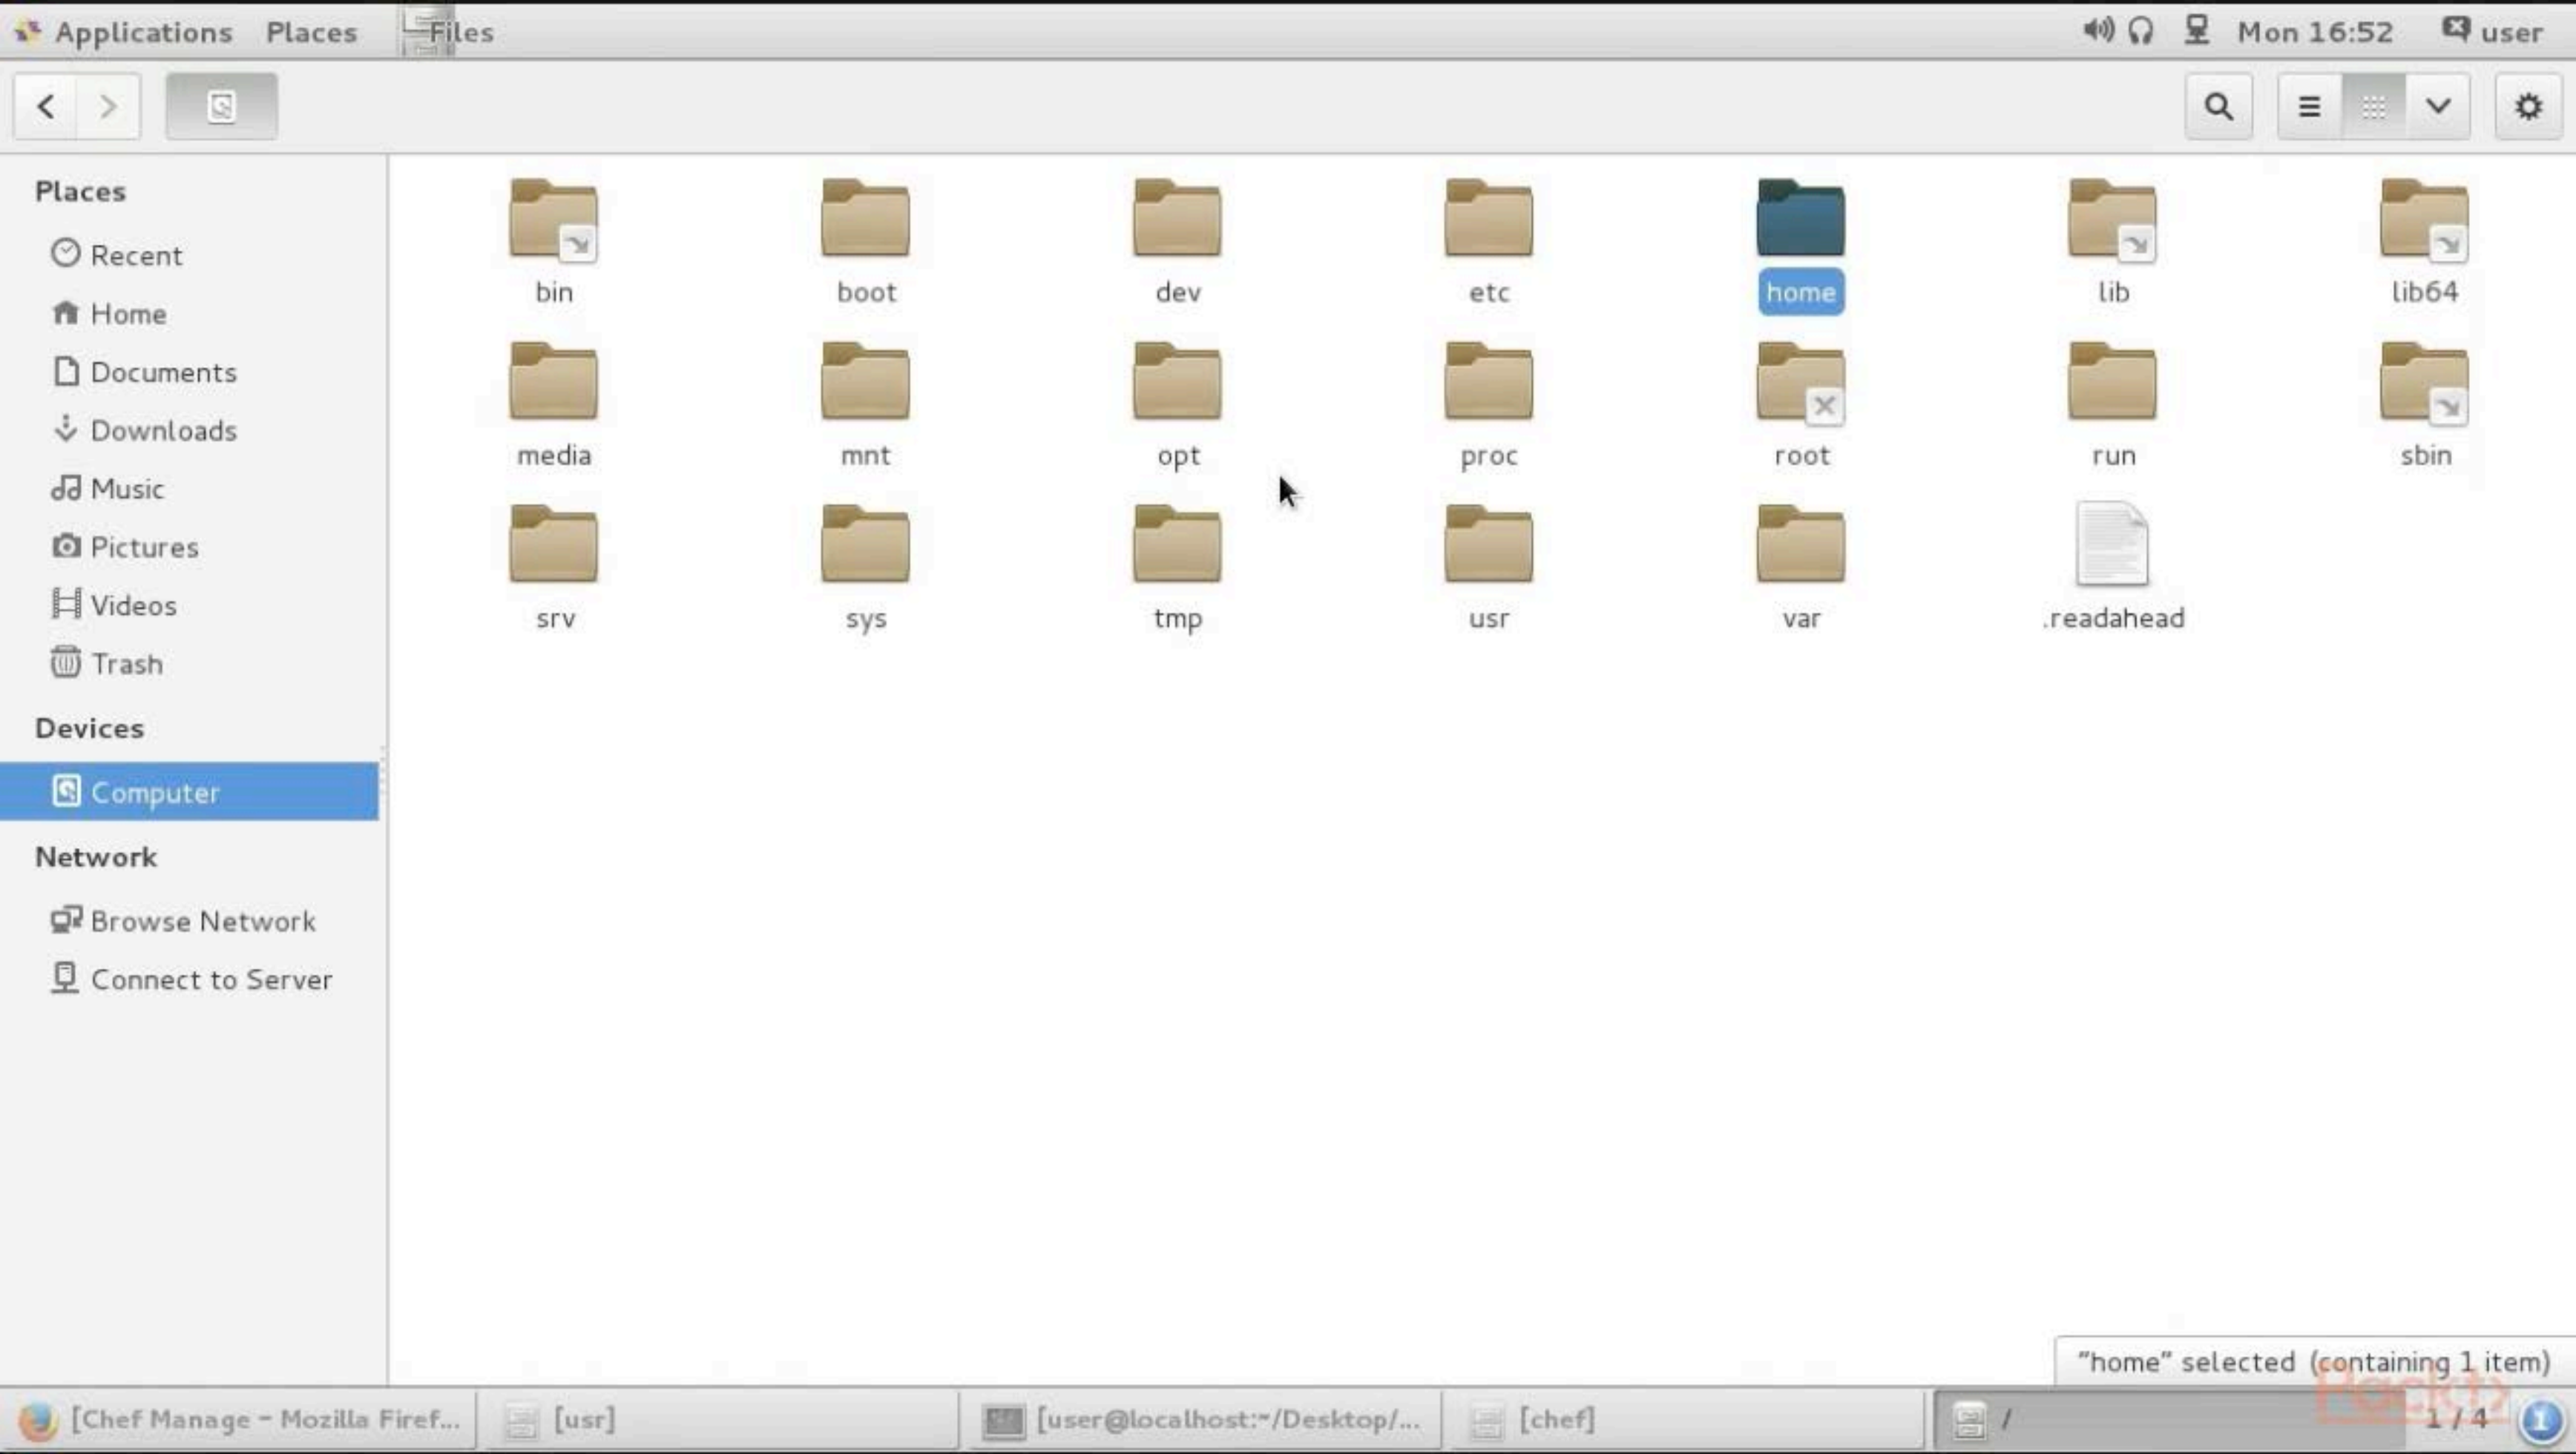 Applications Places Files Mon 16:52 user
Places
Recent
Home
Documents
Downloads
Music
Pictures
Videos
Trash
Devices
Computer
Network
Browse Network
Connect to Server
bin boot dev etc home lib lib64
media mnt opt proc root run sbin
srv sys tmp usr var .readahead
"home" selected (containing 1 item)
[Chef Manage - Mozilla Firef... [usr] [user@localhost:~/Desktop/... [chef] / 1 / 4 1
Packt